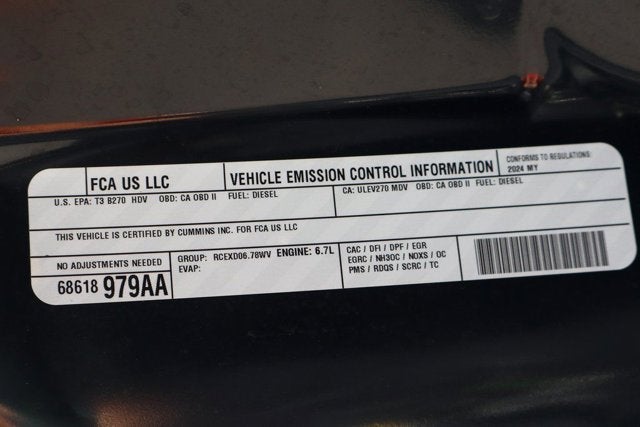 FCA US LLC
VEHICLE EMISSION CONTROL INFORMATION
CONFORMS TO REGULATIONS:
2024 MY
U.S. EPA: T3 B270 HDV OBD: CA OBD II FUEL: DIESEL
CA: ULEV270 MDV OBD: CA OBD II FUEL: DIESEL
THIS VEHICLE IS CERTIFIED BY CUMMINS INC. FOR FCA US LLC
NO ADJUSTMENTS NEEDED
68618 979AA
GROUP: RCEXD06.78WV ENGINE: 6.7L
EVAP:
CAC / DFI / DPF / EGR
EGRC / NH3OC / NOXS / OC
PMS / RDQS / SCRC / TC